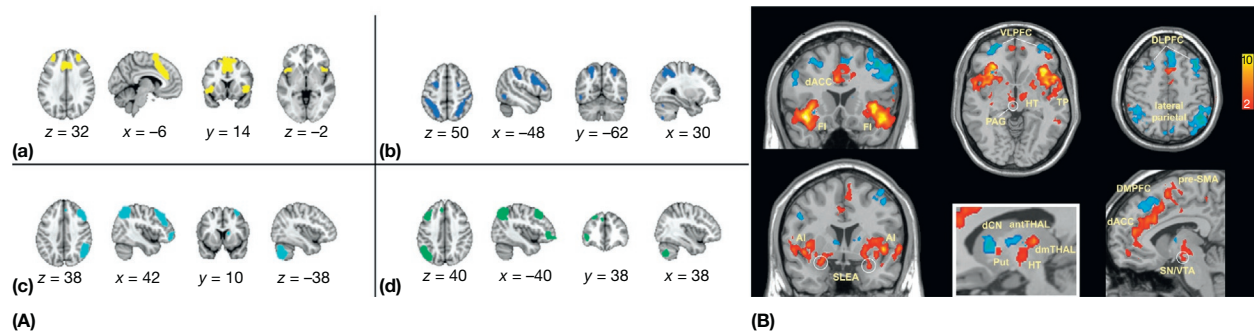 (A)
z = 32 x = −6 y = 14 z = −2
(a)
z = 50 x = −48 y = −62 x = 30
(b)
z = 38 x = 42 y = 10 z = −38
(c)
z = 40 x = −40 y = 38 x = 38
(d)
(A)
(B)
dACC
FI FI
VLPFC
HT TP
PAG
DLPFC
lateral
parietal
10
2
AI AI
SLEA
dCN antTHAL
dmTHAL
Put HT
pre-SMA
DMPFC
dACC
SN/VTA
(B)